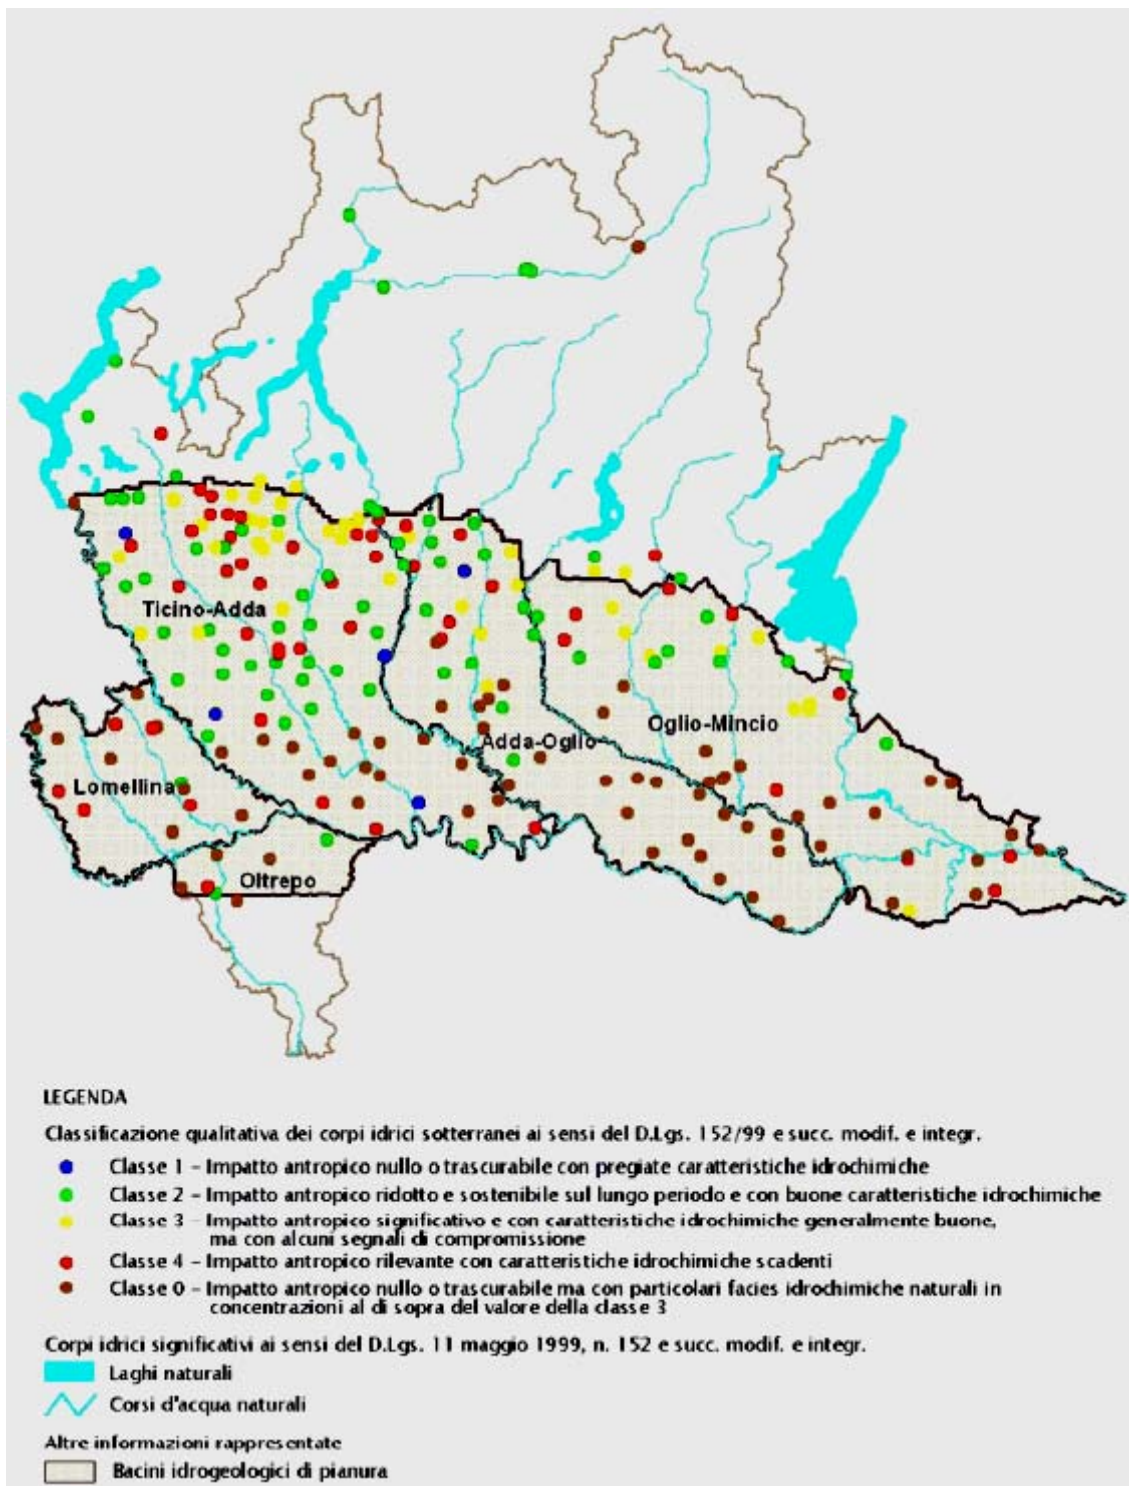 Ticino-Adda
Adda-Oglio
Oglio-Mincio
Lomellina
Oltrepo
LEGENDA
Classificazione qualitativa dei corpi idrici sotterranei ai sensi del D.Lgs. 152/99 e succ. modif. e integr.
Classe 1 - Impatto antropico nullo o trascurabile con pregiate caratteristiche idrochimiche
Classe 2 - Impatto antropico ridotto e sostenibile sul lungo periodo e con buone caratteristiche idrochimiche
Classe 3 - Impatto antropico significativo e con caratteristiche idrochimiche generalmente buone,
ma con alcuni segnali di compromissione
Classe 4 - Impatto antropico rilevante con caratteristiche idrochimiche scadenti
Classe 0 - Impatto antropico nullo o trascurabile ma con particolari facies idrochimiche naturali in
concentrazioni al di sopra del valore della classe 3
Corpi idrici significativi ai sensi del D.Lgs. 11 maggio 1999, n. 152 e succ. modif. e integr.
Laghi naturali
Corsi d'acqua naturali
Altre informazioni rappresentate
Bacini idrogeologici di pianura